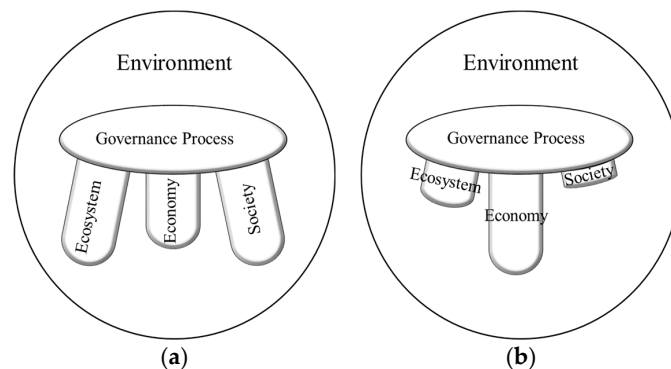 Environment
Governance Process
Ecosystem
Economy
Society
(a)
Environment
Governance Process
Ecosystem
Economy
Society
(b)